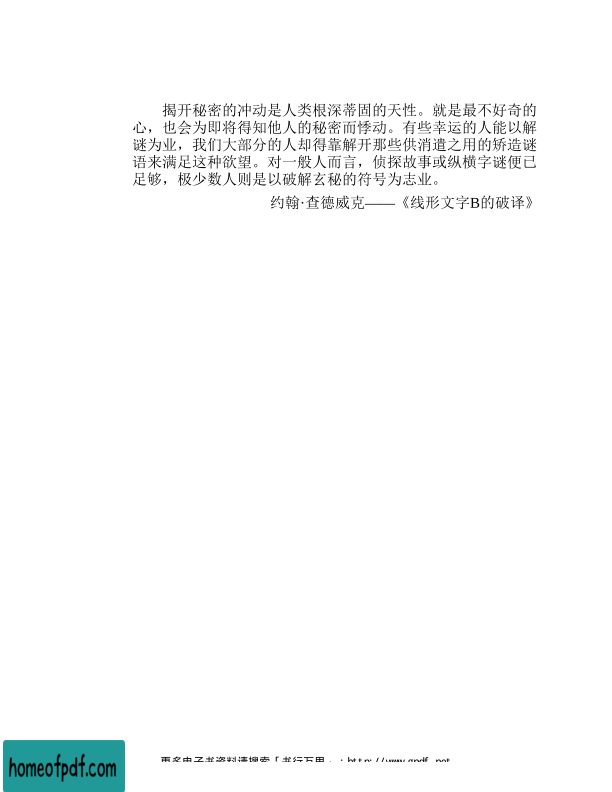 揭开秘密的冲动是人类根深蒂固的天性。就是最不好奇的
心，也会为即将得知他人的秘密而悸动。有些幸运的人能以解
谜为业，我们大部分的人却得靠解开那些供消遣之用的矫造谜
语来满足这种欲望。对一般人而言，侦探故事或纵横字谜便已
足够，极少数人则是以破解玄秘的符号为志业。
约翰·查德威克——《线形文字B的破译》
更多电子书资料请搜索「书行万里」：http://www.gpdf.net
homeofpdf.com